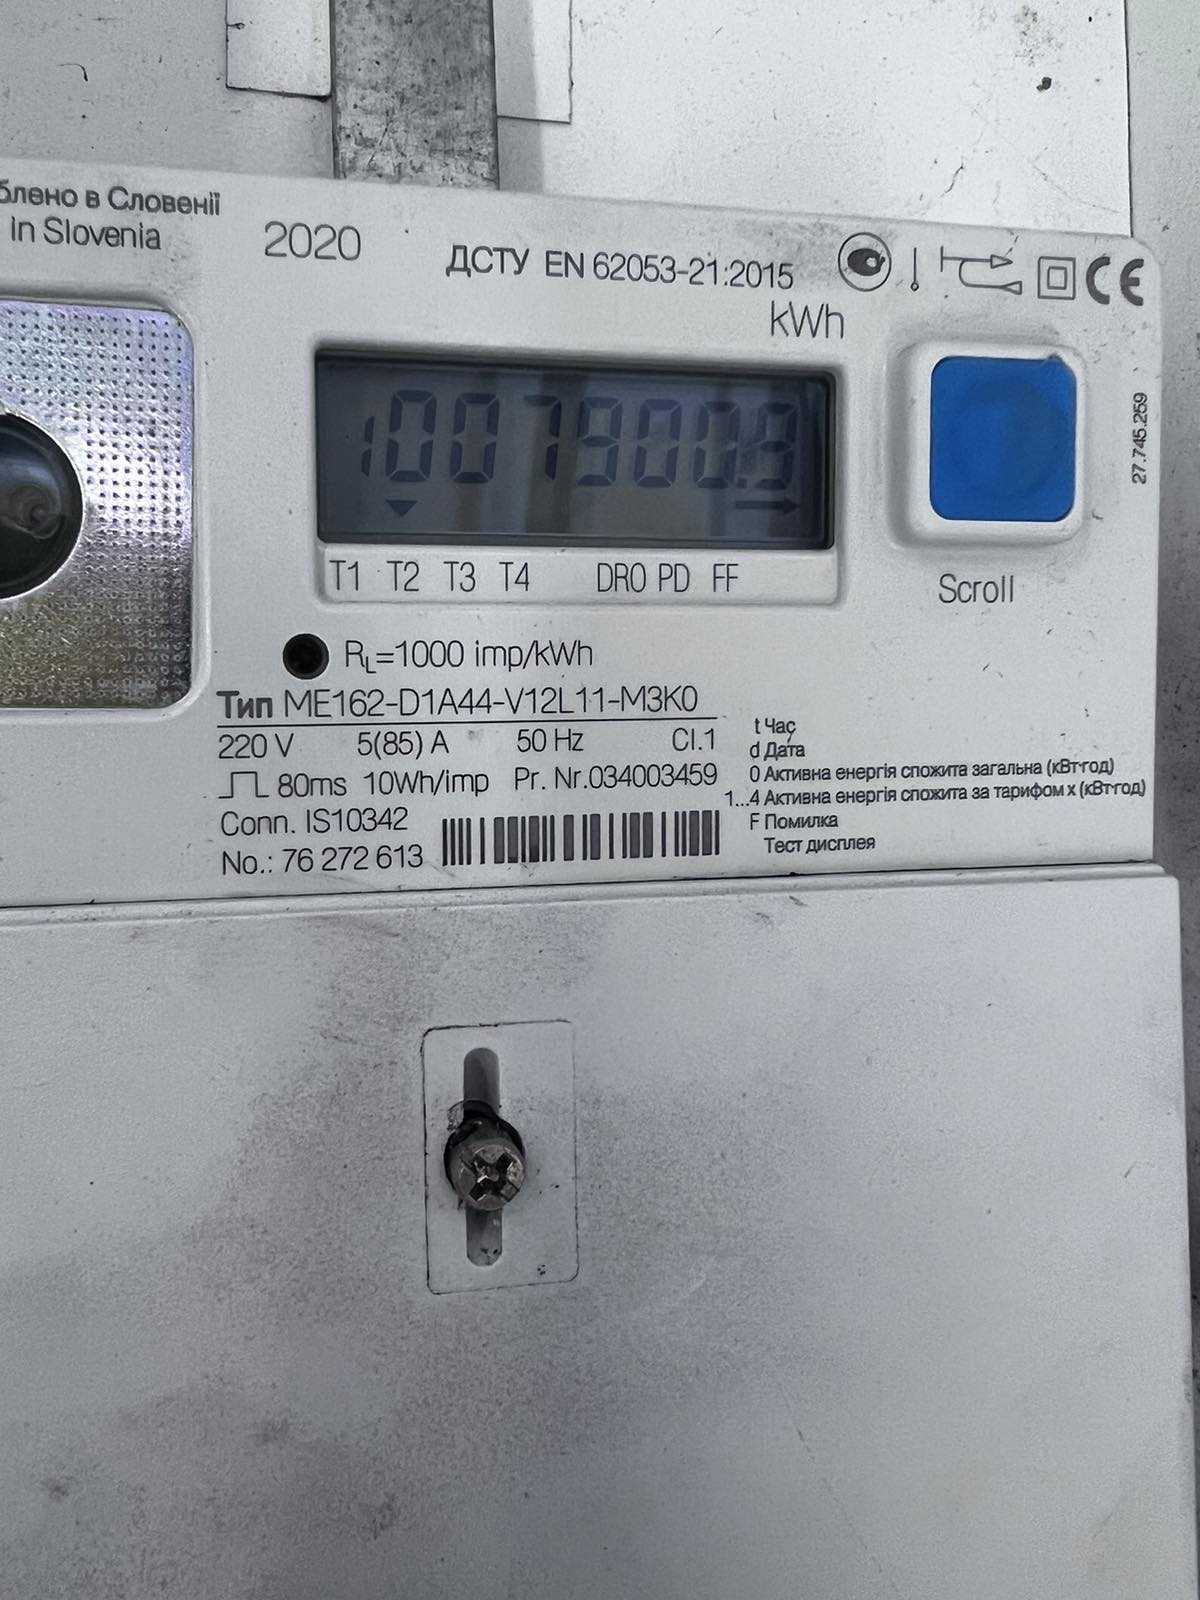 блено в Словенії
in Slovenia
2020
ДСТУ EN 62053-21:2015
CE
kWh
27.745.259
1 007900.9
T1 T2 T3 T4 DRO PD FF
Scroll
RL=1000 imp/kWh
Тип ME162-D1A44-V12L11-M3K0
220 V 5(85) A 50 Hz Cl.1
80ms 10Wh/imp Pr. Nr.034003459
Conn. IS10342
No.: 76 272 613
t Час
d Дата
0 Активна енергія спожита загальна (кВт·год)
1...4 Активна енергія спожита за тарифом x (кВт·год)
F Помилка
Тест дисплея